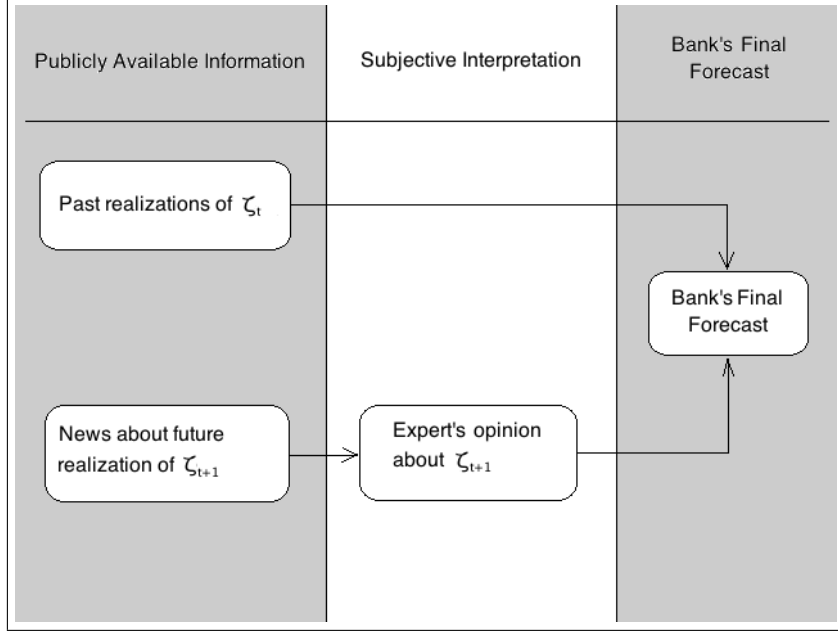 Publicly Available Information
Subjective Interpretation
Bank's Final
Forecast
Past realizations of ζt
Bank's Final
Forecast
News about future
realization of ζt+1
Expert's opinion
about ζt+1